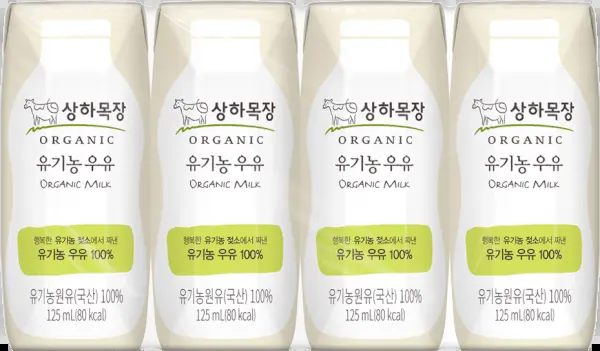 상하목장 상하목장 상하목장 상하목장
ORGANIC ORGANIC ORGANIC ORGANIC
유기농 우유 유기농 우유 유기농 우유 유기농 우유
ORGANIC MILK ORGANIC MILK ORGANIC MILK ORGANIC MILK
행복한 유기농 젖소에서 짜낸 행복한 유기농 젖소에서 짜낸 행복한 유기농 젖소에서 짜낸 행복한 유기농 젖소에서 짜낸
유기농 우유 100% 유기농 우유 100% 유기농 우유 100% 유기농 우유 100%
유기농원유(국산) 100% 유기농원유(국산) 100% 유기농원유(국산) 100% 유기농원유(국산) 100%
125 mL(80 kcal) 125 mL(80 kcal) 125 mL(80 kcal) 125 mL(80 kcal)